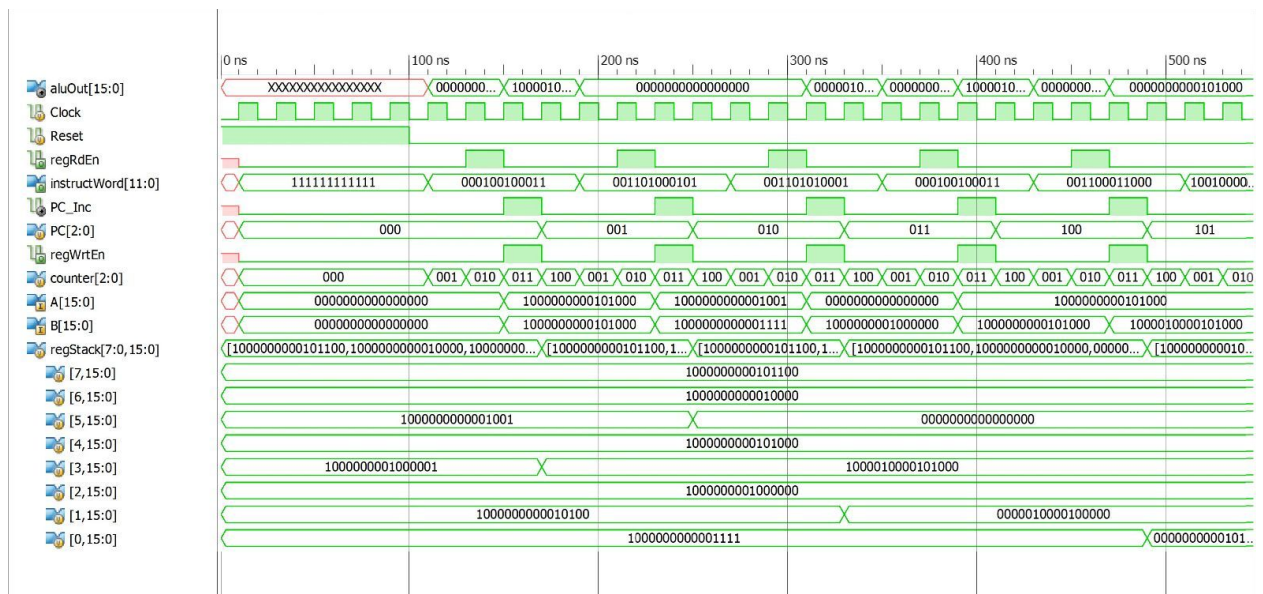 0 ns 100 ns 200 ns 300 ns 400 ns 500 ns
aluOut[15:0] XXXXXXXXXXXXXXXX 0000000... 1000010... 0000000000000000 0000010... 0000000... 1000010... 0000000... 0000000000101000
Clock
Reset
regRdEn
instructWord[11:0] 111111111111 000100100011 001101000101 001101010001 000100100011 001100011000 10010000...
PC_Inc
PC[2:0] 000 001 010 011 100 101
regWrtEn
counter[2:0] 000 001 010 011 100 001 010 011 100 001 010 011 100 001 010 011 100 001 010 011 100 001 010
A[15:0] 0000000000000000 1000000000101000 1000000000001001 0000000000000000 1000000000101000
B[15:0] 0000000000000000 1000000000101000 1000000000001111 1000000001000000 1000000000101000 1000010000101000
regStack[7:0,15:0] [1000000000101100,1000000000010000,10000000... [1000000000101100,1... [1000000000101100,1... [1000000000101100,1000000000010000,00000... [100000000010...
[7,15:0] 1000000000101100
[6,15:0] 1000000000010000
[5,15:0] 1000000000001001 0000000000000000
[4,15:0] 1000000000101000
[3,15:0] 1000000001000001 1000010000101000
[2,15:0] 1000000001000000
[1,15:0] 1000000000010100 0000010000100000
[0,15:0] 1000000000001111 0000000000101...